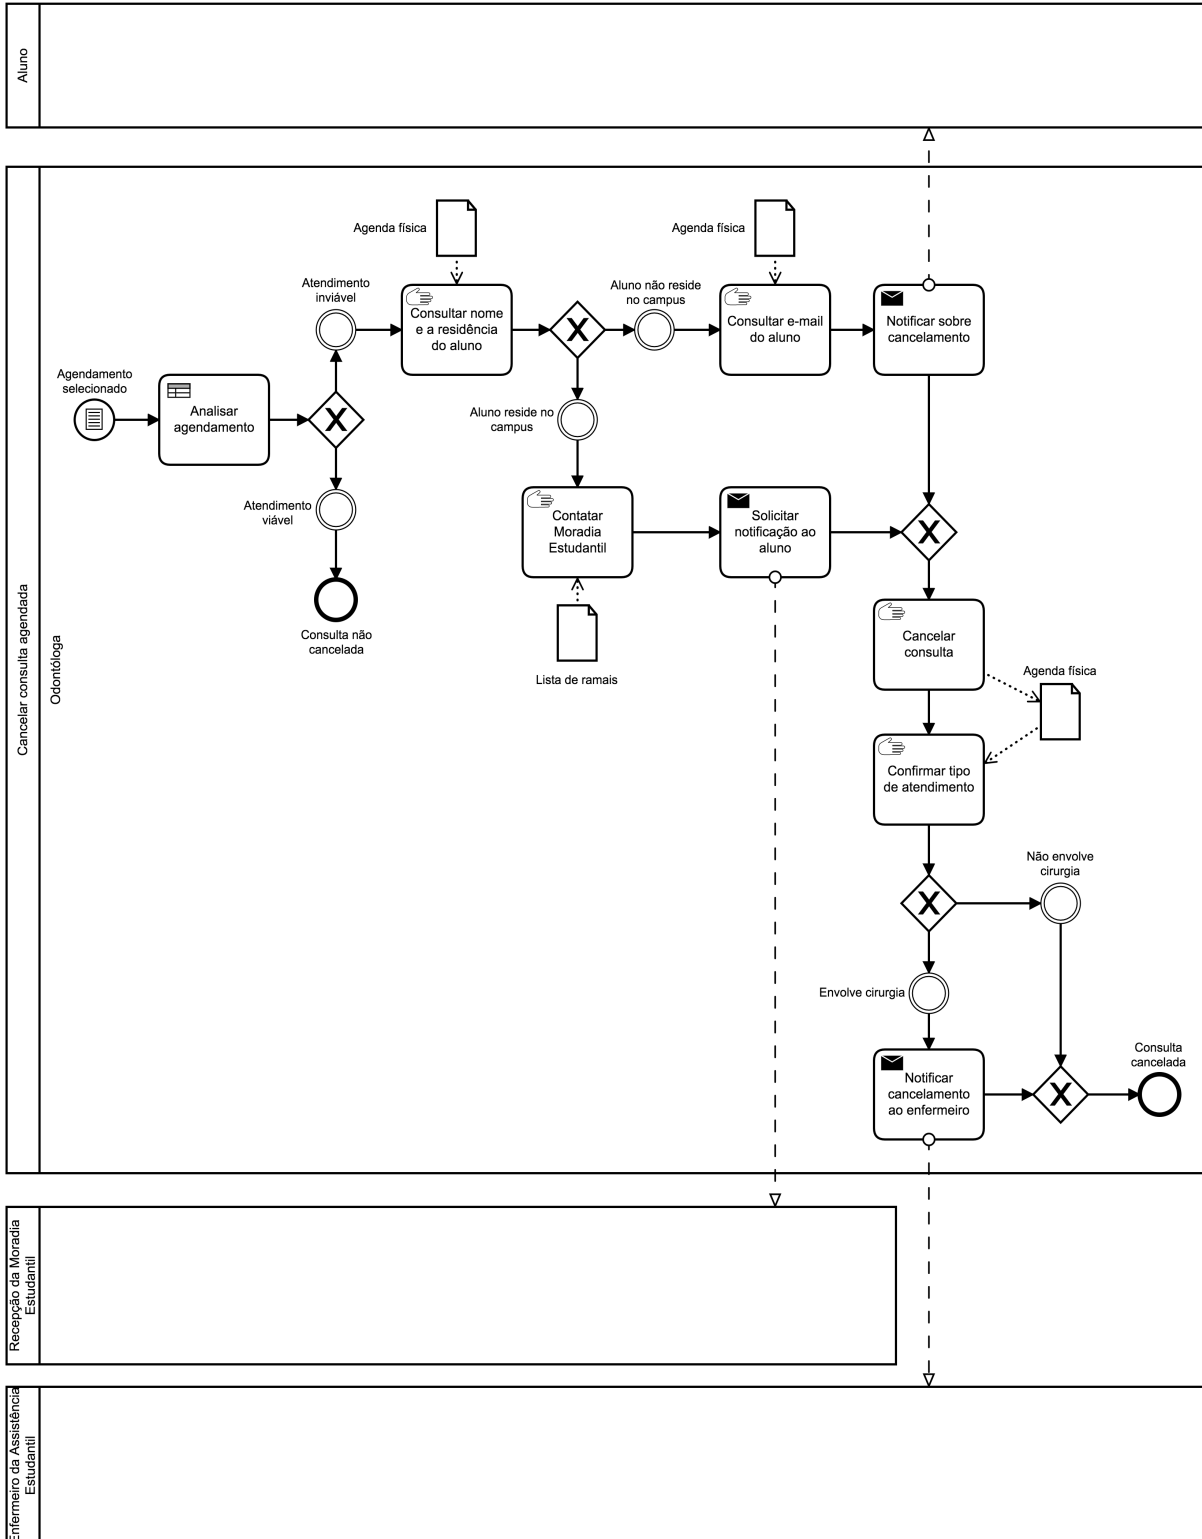 Aluno
Cancelar consulta agendada
Odontóloga
Agenda física
Agenda física
Atendimento
inviável
Aluno não reside
no campus
Consultar nome
e a residência
do aluno
Consultar e-mail
do aluno
Notificar sobre
cancelamento
Agendamento
selecionado
Analisar
agendamento
Aluno reside no
campus
Atendimento
viável
Contatar
Moradia
Estudantil
Solicitar
notificação ao
aluno
Consulta não
cancelada
Lista de ramais
Cancelar
consulta
Agenda física
Confirmar tipo
de atendimento
Não envolve
cirurgia
Envolve cirurgia
Notificar
cancelamento
ao enfermeiro
Consulta
cancelada
Recepção da Moradia
Estudantil
Enfermeiro da Assistência
Estudantil